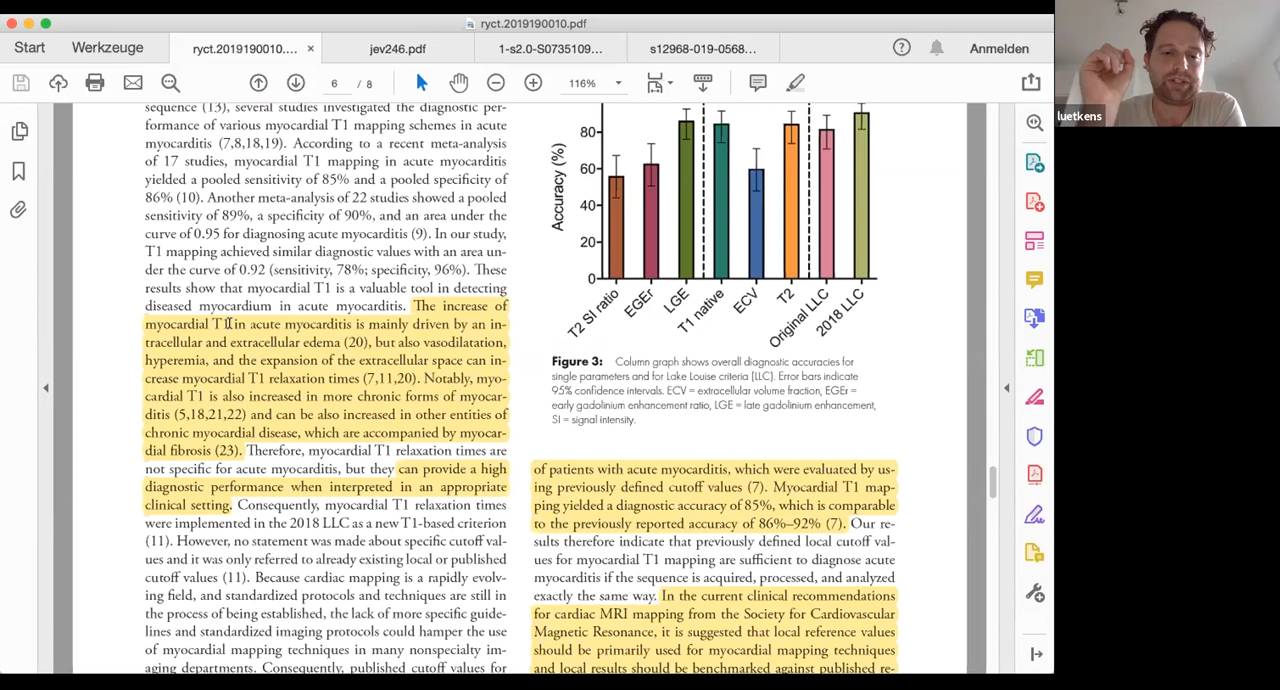 ryct.2019190010.pdf
Start
Werkzeuge
ryct.2019190010....
×
jev246.pdf
1-s2.0-S0735109...
s12968-019-0568...
Anmelden
6 / 8
116%
sequence (13), several studies investigated the diagnostic per-
formance of various myocardial T1 mapping schemes in acute
myocarditis (7,8,18,19). According to a recent meta-analysis
of 17 studies, myocardial T1 mapping in acute myocarditis
yielded a pooled sensitivity of 85% and a pooled specificity of
86% (10). Another meta-analysis of 22 studies showed a pooled
sensitivity of 89%, a specificity of 90%, and an area under the
curve of 0.95 for diagnosing acute myocarditis (9). In our study,
T1 mapping achieved similar diagnostic values with an area un-
der the curve of 0.92 (sensitivity, 78%; specificity, 96%). These
results show that myocardial T1 is a valuable tool in detecting
diseased myocardium in acute myocarditis. The increase of
myocardial T1 in acute myocarditis is mainly driven by an in-
tracellular and extracellular edema (20), but also vasodilatation,
hyperemia, and the expansion of the extracellular space can in-
crease myocardial T1 relaxation times (7,11,20). Notably, myo-
cardial T1 is also increased in more chronic forms of myocar-
ditis (5,18,21,22) and can be also increased in other entities of
chronic myocardial disease, which are accompanied by myocar-
dial fibrosis (23). Therefore, myocardial T1 relaxation times are
not specific for acute myocarditis, but they can provide a high
diagnostic performance when interpreted in an appropriate
clinical setting. Consequently, myocardial T1 relaxation times
were implemented in the 2018 LLC as a new T1-based criterion
(11). However, no statement was made about specific cutoff val-
ues and it was only referred to already existing local or published
cutoff values (11). Because cardiac mapping is a rapidly evolv-
ing field, and standardized protocols and techniques are still in
the process of being established, the lack of more specific guide-
lines and standardized imaging protocols could hamper the use
of myocardial mapping techniques in many nonspecialty im-
aging departments. Consequently, published cutoff values for
Accuracy (%)
80
60
40
20
0
T2 SI ratio
EGEr
LGE
T1 native
ECV
T2
Original LLC
2018 LLC
Figure 3: Column graph shows overall diagnostic accuracies for
single parameters and for Lake Louise criteria (LLC). Error bars indicate
95% confidence intervals. ECV = extracellular volume fraction, EGEr =
early gadolinium enhancement ratio, LGE = late gadolinium enhancement,
SI = signal intensity.
of patients with acute myocarditis, which were evaluated by us-
ing previously defined cutoff values (7). Myocardial T1 map-
ping yielded a diagnostic accuracy of 85%, which is comparable
to the previously reported accuracy of 86%–92% (7). Our re-
sults therefore indicate that previously defined local cutoff val-
ues for myocardial T1 mapping are sufficient to diagnose acute
myocarditis if the sequence is acquired, processed, and analyzed
exactly the same way. In the current clinical recommendations
for cardiac MRI mapping from the Society for Cardiovascular
Magnetic Resonance, it is suggested that local reference values
should be primarily used for myocardial mapping techniques
and local results should be benchmarked against published re-
luetkens